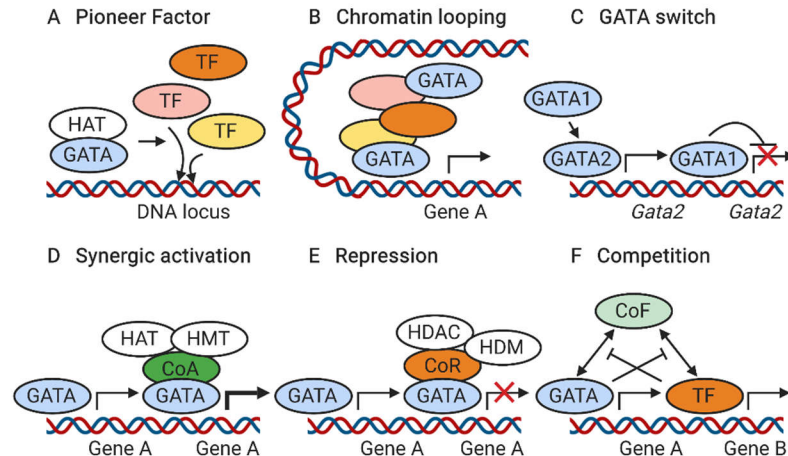 A Pioneer Factor
TF
TF
HAT
TF
GATA
DNA locus
B Chromatin looping
GATA
GATA
Gene A
C GATA switch
GATA1
GATA2
GATA1
Gata2 Gata2
D Synergic activation
HAT HMT
CoA
GATA GATA
Gene A Gene A
E Repression
HDAC
HDM
CoR
GATA GATA
Gene A Gene A
F Competition
CoF
GATA TF
Gene A Gene B